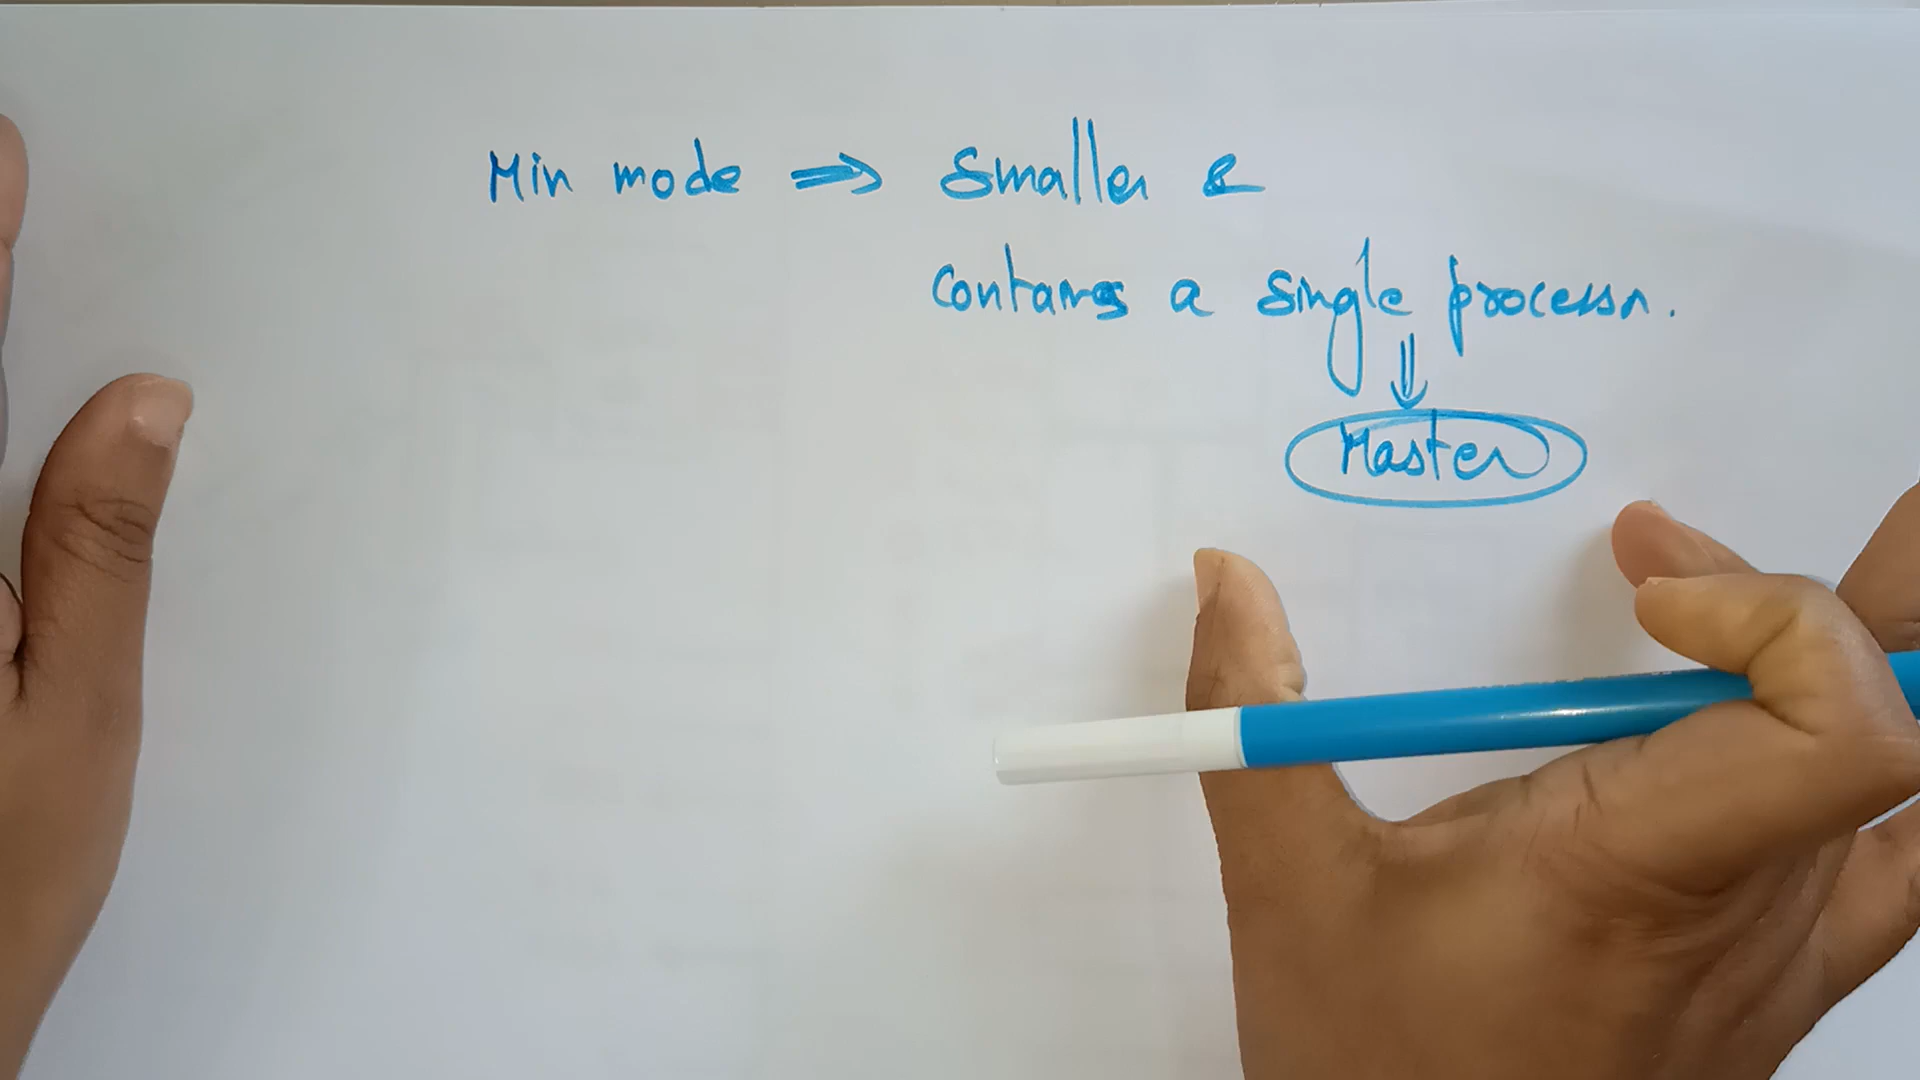 Min mode ⇒ Smaller &
Contains a single processor.
⇓
Master